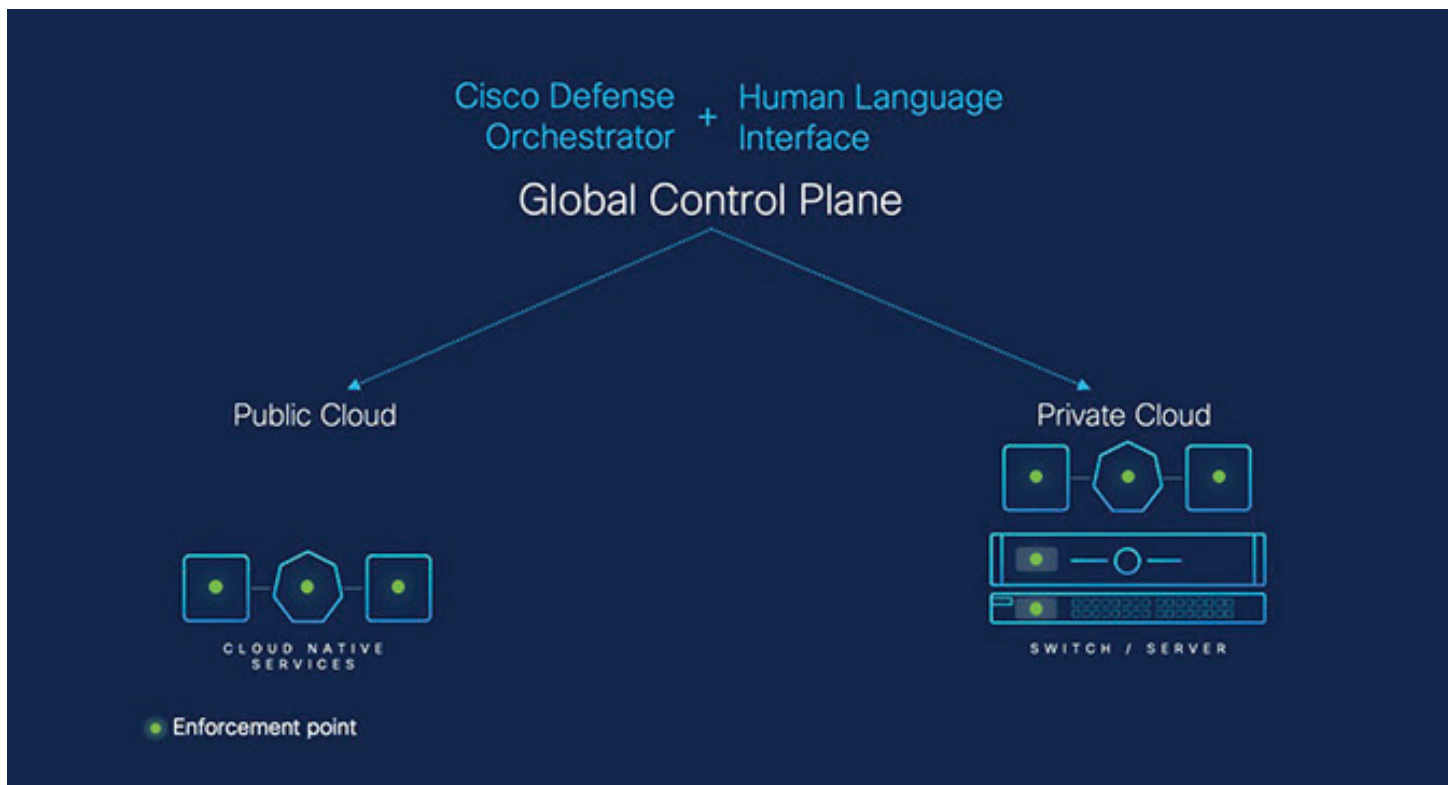 Cisco Defense
Orchestrator
+
Human Language
Interface
Global Control Plane
Public Cloud
Private Cloud
CLOUD NATIVE
SERVICES
SWITCH / SERVER
Enforcement point